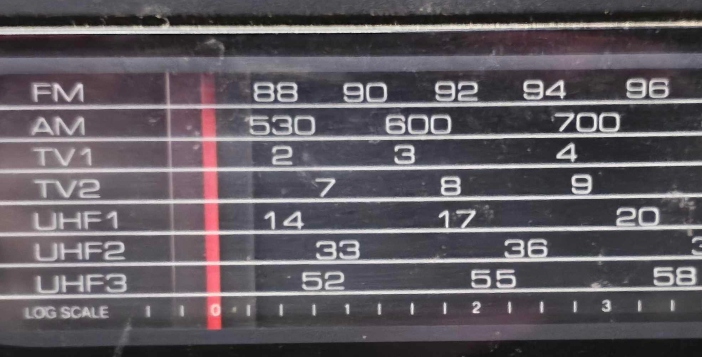 FM 88 90 92 94 96
AM 530 600 700
TV1 2 3 4
TV2 7 8 9
UHF1 14 17 20
UHF2 33 36
UHF3 52 55 58
LOG SCALE 0 1 2 3